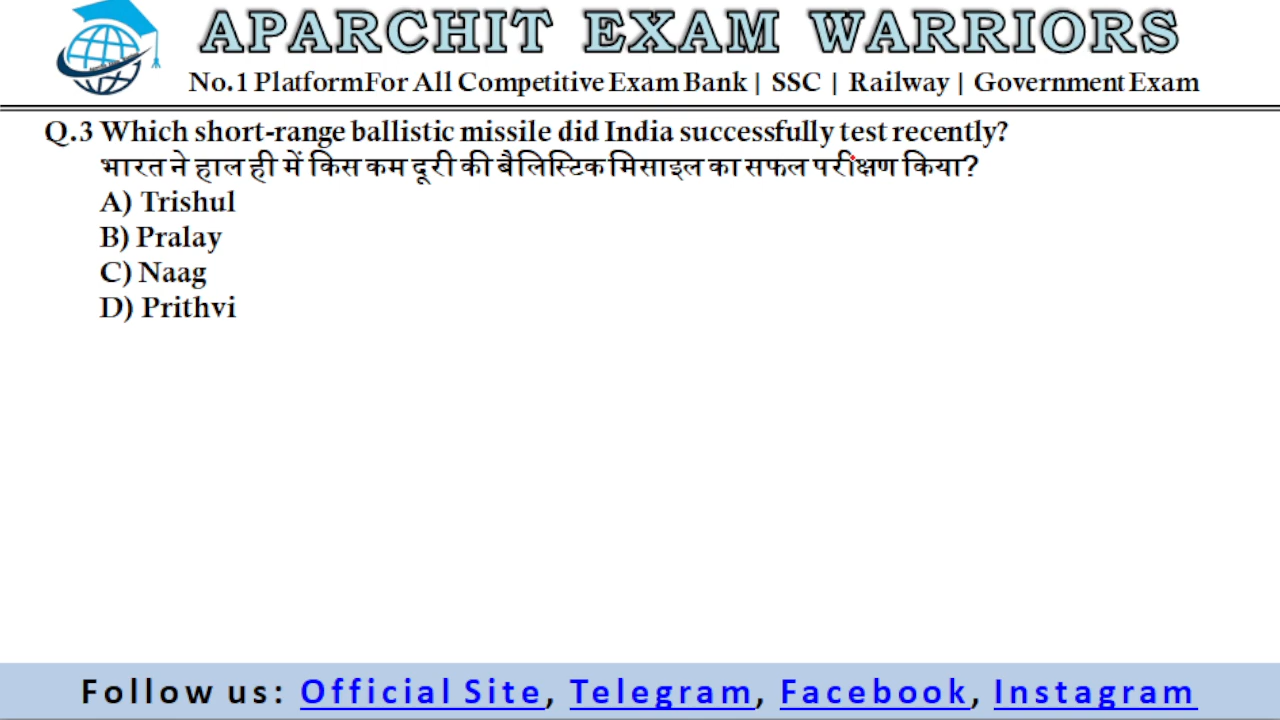 APARCHIT EXAM WARRIORS
No.1 PlatformFor All Competitive Exam Bank | SSC | Railway | Government Exam
Q.3 Which short-range ballistic missile did India successfully test recently?
भारत ने हाल ही में किस कम दूरी की बैलिस्टिक मिसाइल का सफल परीक्षण किया?
A) Trishul
B) Pralay
C) Naag
D) Prithvi
Follow us: Official Site, Telegram, Facebook, Instagram